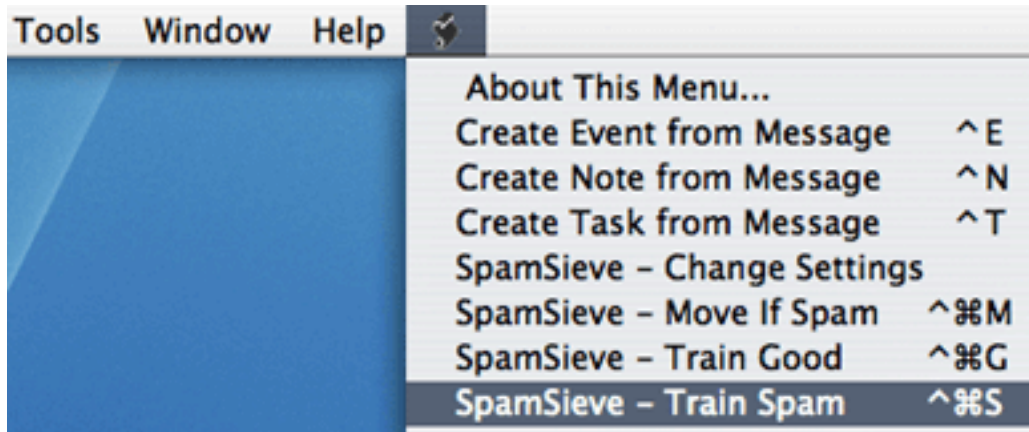 Tools Window Help
About This Menu...
Create Event from Message ^E
Create Note from Message ^N
Create Task from Message ^T
SpamSieve – Change Settings
SpamSieve – Move If Spam ^⌘M
SpamSieve – Train Good ^⌘G
SpamSieve – Train Spam ^⌘S